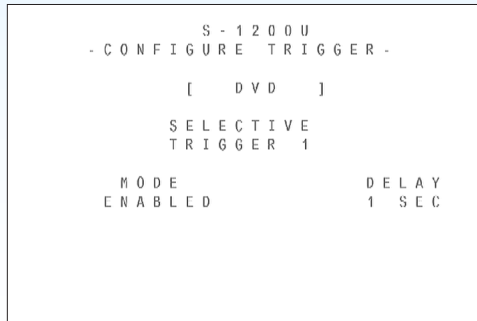 S-1200U
-CONFIGURE TRIGGER-
[ DVD ]
SELECTIVE
TRIGGER 1
MODE DELAY
ENABLED 1 SEC